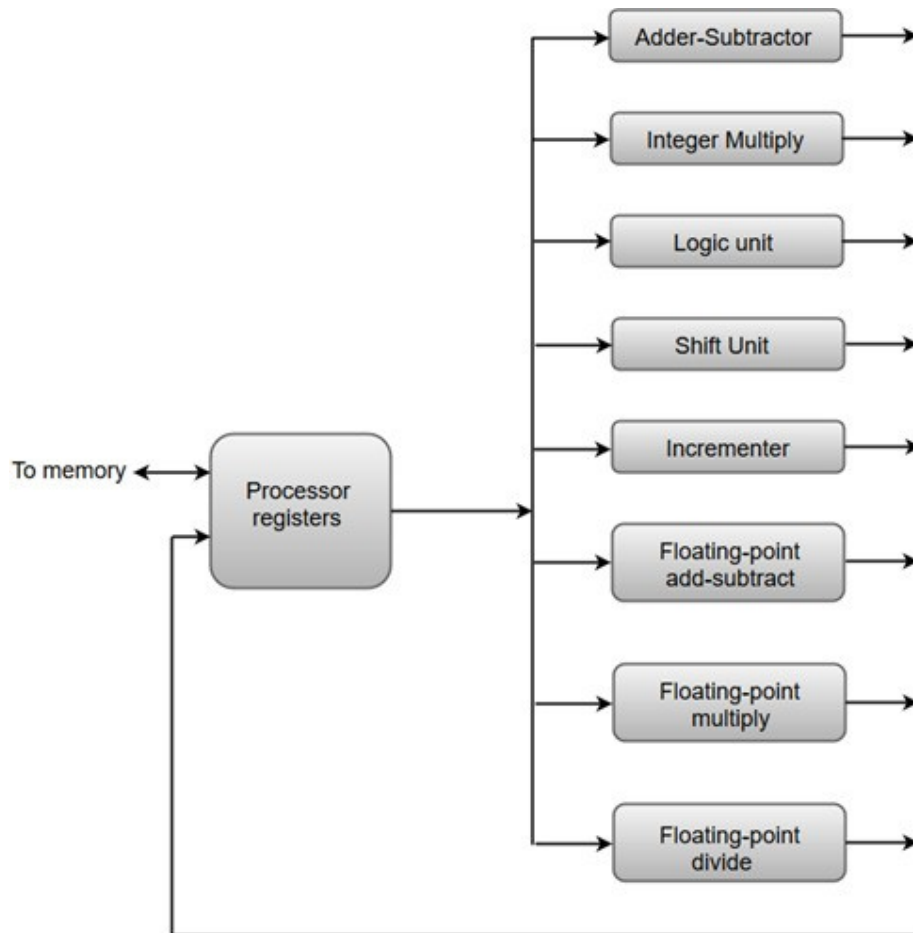 Adder-Subtractor
Integer Multiply
Logic unit
Shift Unit
Incrementer
To memory
Processor
registers
Floating-point
add-subtract
Floating-point
multiply
Floating-point
divide